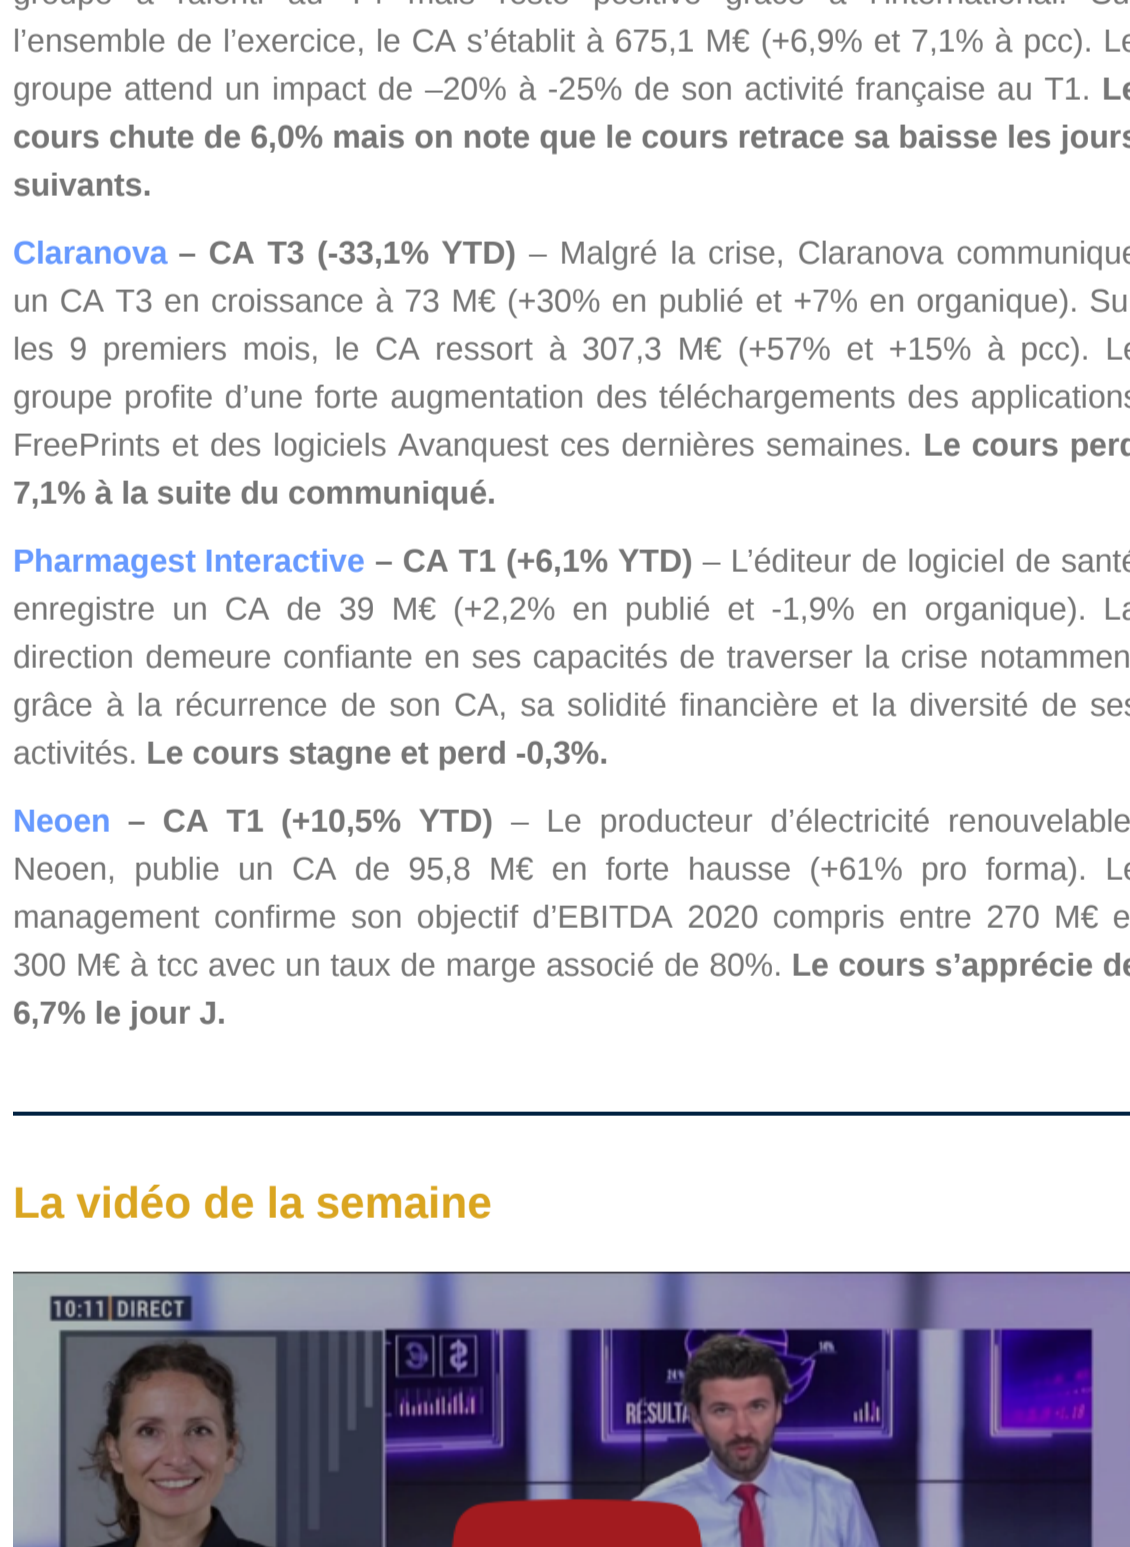 l’ensemble de l’exercice, le CA s’établit à 675,1 M€ (+6,9% et 7,1% à pcc). Le
groupe attend un impact de –20% à -25% de son activité française au T1. Le
cours chute de 6,0% mais on note que le cours retrace sa baisse les jours
suivants.
Claranova – CA T3 (-33,1% YTD) – Malgré la crise, Claranova communique
un CA T3 en croissance à 73 M€ (+30% en publié et +7% en organique). Su
les 9 premiers mois, le CA ressort à 307,3 M€ (+57% et +15% à pcc). Le
groupe profite d’une forte augmentation des téléchargements des applications
FreePrints et des logiciels Avanquest ces dernières semaines. Le cours perd
7,1% à la suite du communiqué.
Pharmagest Interactive – CA T1 (+6,1% YTD) – L’éditeur de logiciel de santé
enregistre un CA de 39 M€ (+2,2% en publié et -1,9% en organique). La
direction demeure confiante en ses capacités de traverser la crise notammen
grâce à la récurrence de son CA, sa solidité financière et la diversité de ses
activités. Le cours stagne et perd -0,3%.
Neoen – CA T1 (+10,5% YTD) – Le producteur d’électricité renouvelable
Neoen, publie un CA de 95,8 M€ en forte hausse (+61% pro forma). Le
management confirme son objectif d’EBITDA 2020 compris entre 270 M€ e
300 M€ à tcc avec un taux de marge associé de 80%. Le cours s’apprécie de
6,7% le jour J.
La vidéo de la semaine
10:11 DIRECT
RÉSULTA